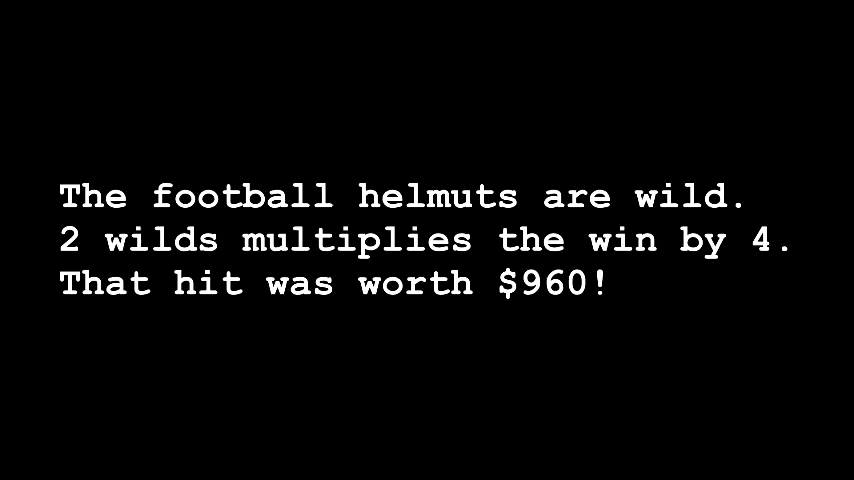 The football helmuts are wild.
2 wilds multiplies the win by 4.
That hit was worth $960!